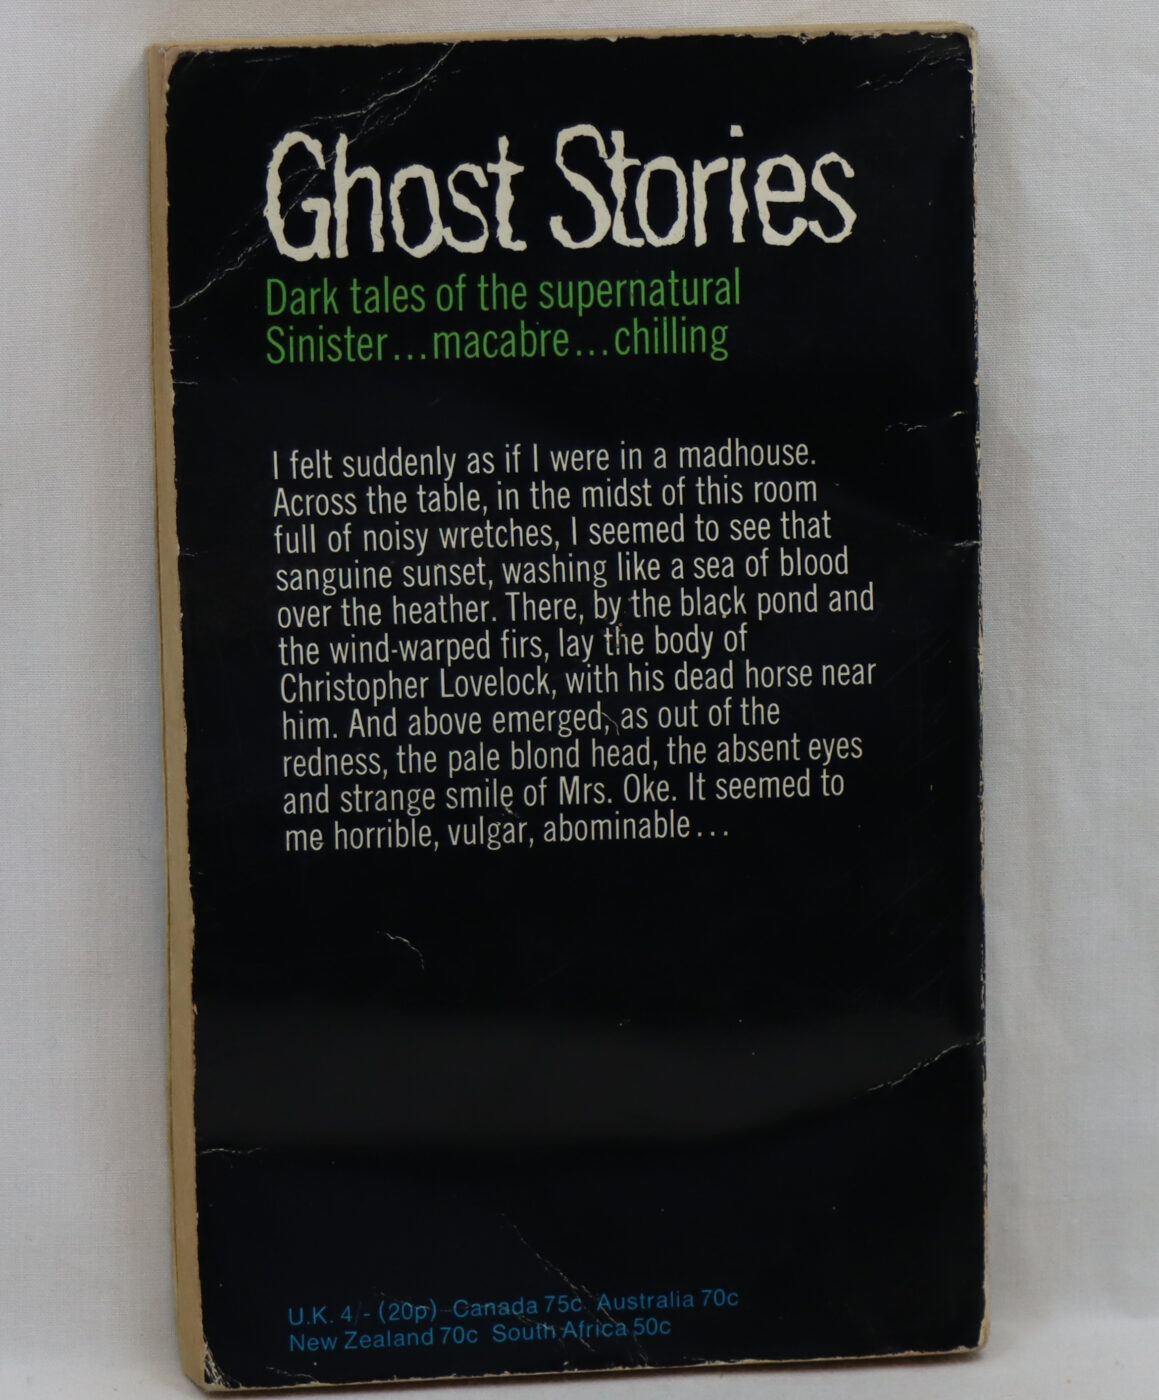 Ghost Stories
Dark tales of the supernatural
Sinister...macabre...chilling
I felt suddenly as if I were in a madhouse.
Across the table, in the midst of this room
full of noisy wretches, I seemed to see that
sanguine sunset, washing like a sea of blood
over the heather. There, by the black pond and
the wind-warped firs, lay the body of
Christopher Lovelock, with his dead horse near
him. And above emerged, as out of the
redness, the pale blond head, the absent eyes
and strange smile of Mrs. Oke. It seemed to
me horrible, vulgar, abominable...
U.K. 4/- (20p) Canada 75c Australia 70c
New Zealand 70c South Africa 50c